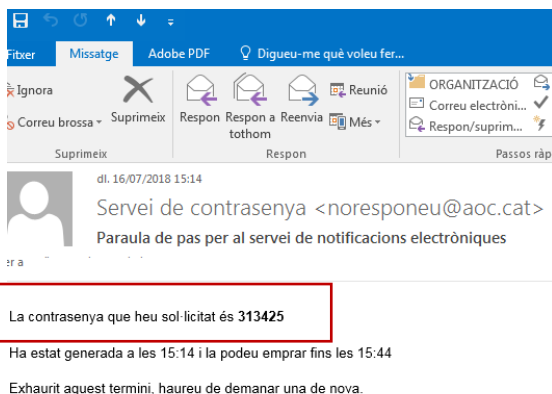 Fitxer Missatge Adobe PDF Digueu-me què voleu fer...
Ignora
Correu brossa
Suprimeix
Respon
Respon a tothom
Reenvia
Reunió
Més
ORGANITZACIÓ
Correu electròni...
Respon/suprim...
Suprimeix Respon Passos ràp
dl. 16/07/2018 15:14
Servei de contrasenya <noresponeu@aoc.cat>
Paraula de pas per al servei de notificacions electròniques
La contrasenya que heu sol·licitat és 313425
Ha estat generada a les 15:14 i la podeu emprar fins les 15:44
Exhaurit aquest termini, haureu de demanar una de nova.